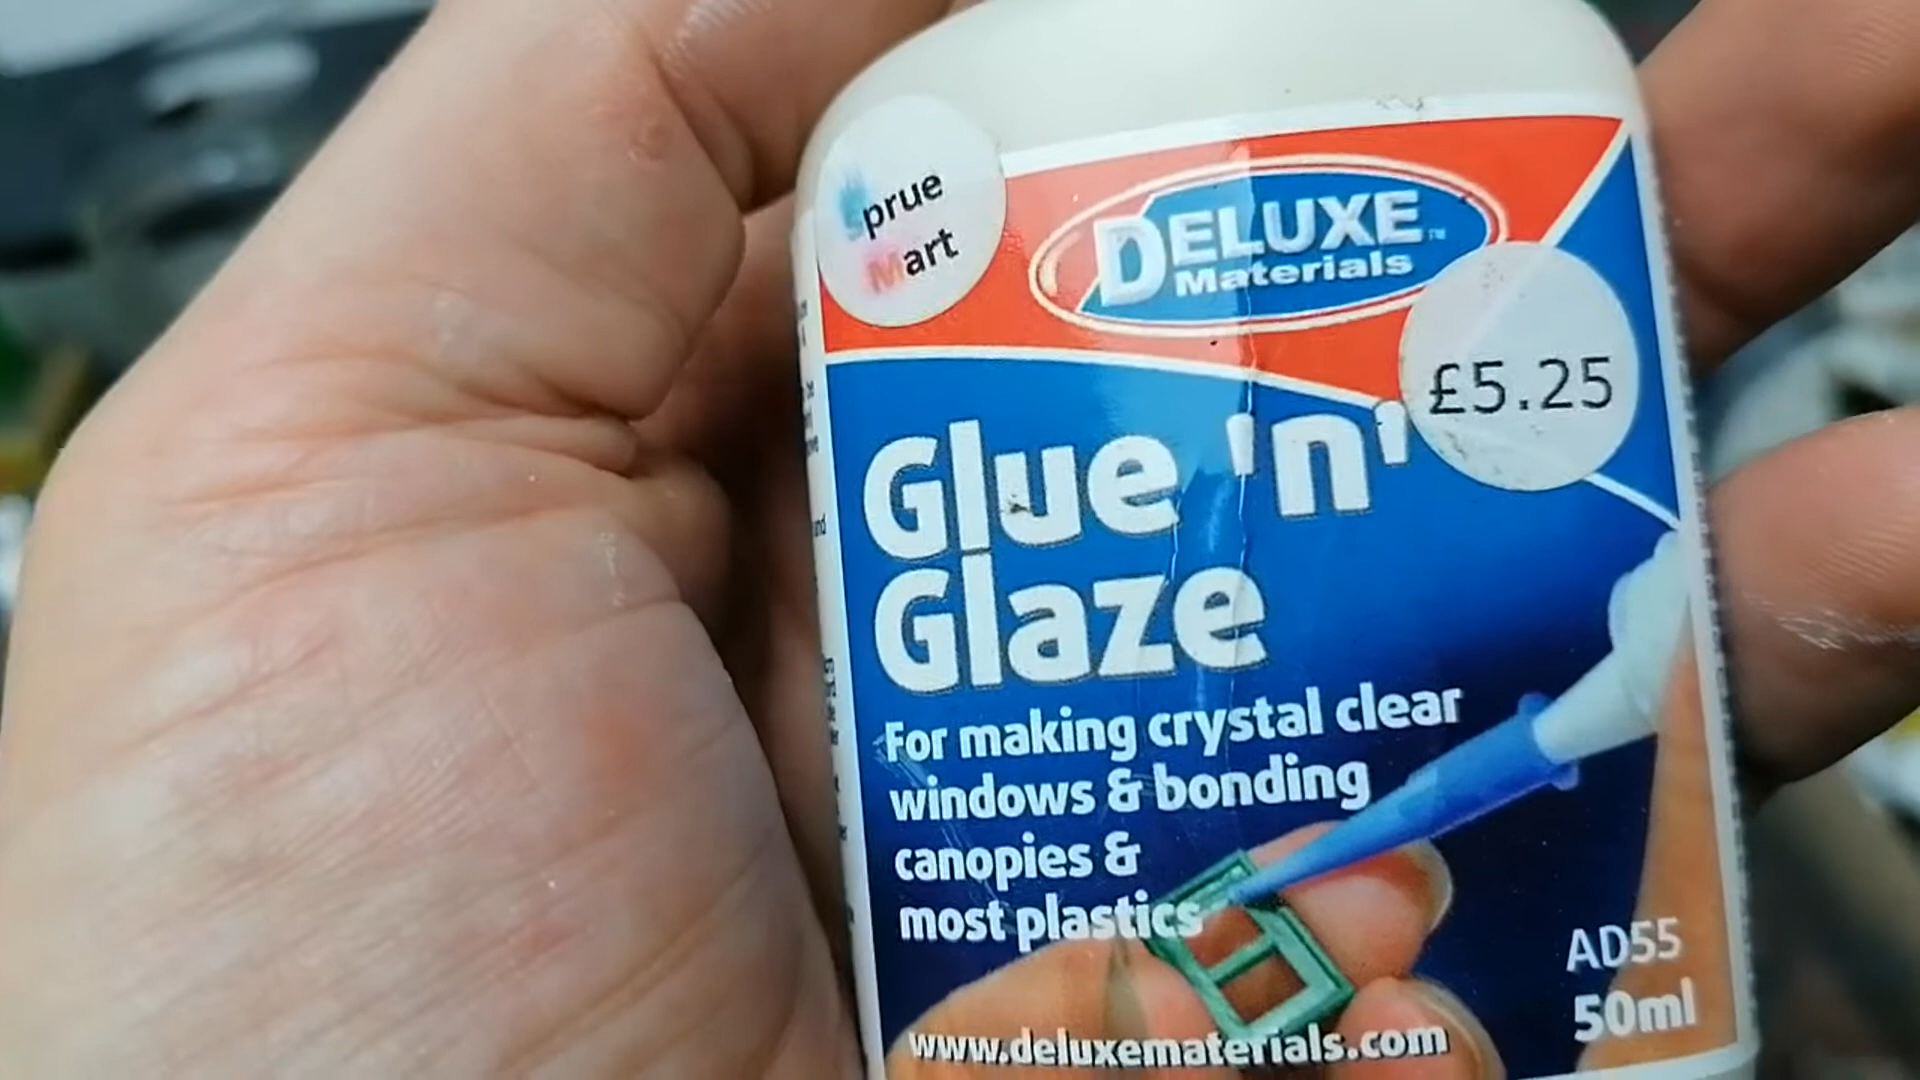 Sprue
Mart
DELUXE™
Materials
£5.25
Glue 'n'
Glaze
For making crystal clear
windows & bonding
canopies &
most plastics
AD55
50ml
www.deluxematerials.com